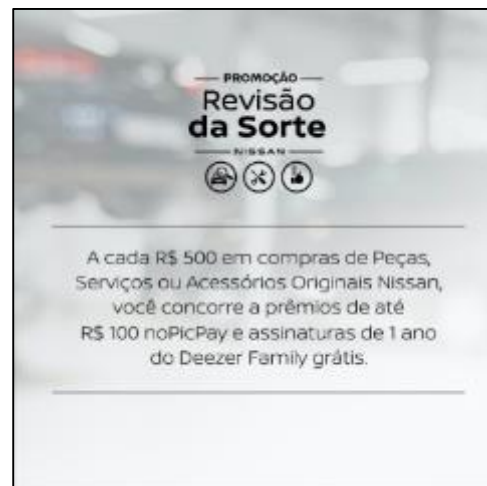 PROMOÇÃO
Revisão
da Sorte
NISSAN
A cada R$ 500 em compras de Peças,
Serviços ou Acessórios Originais Nissan,
você concorre a prêmios de até
R$ 100 noPicPay e assinaturas de 1 ano
do Deezer Family grátis.